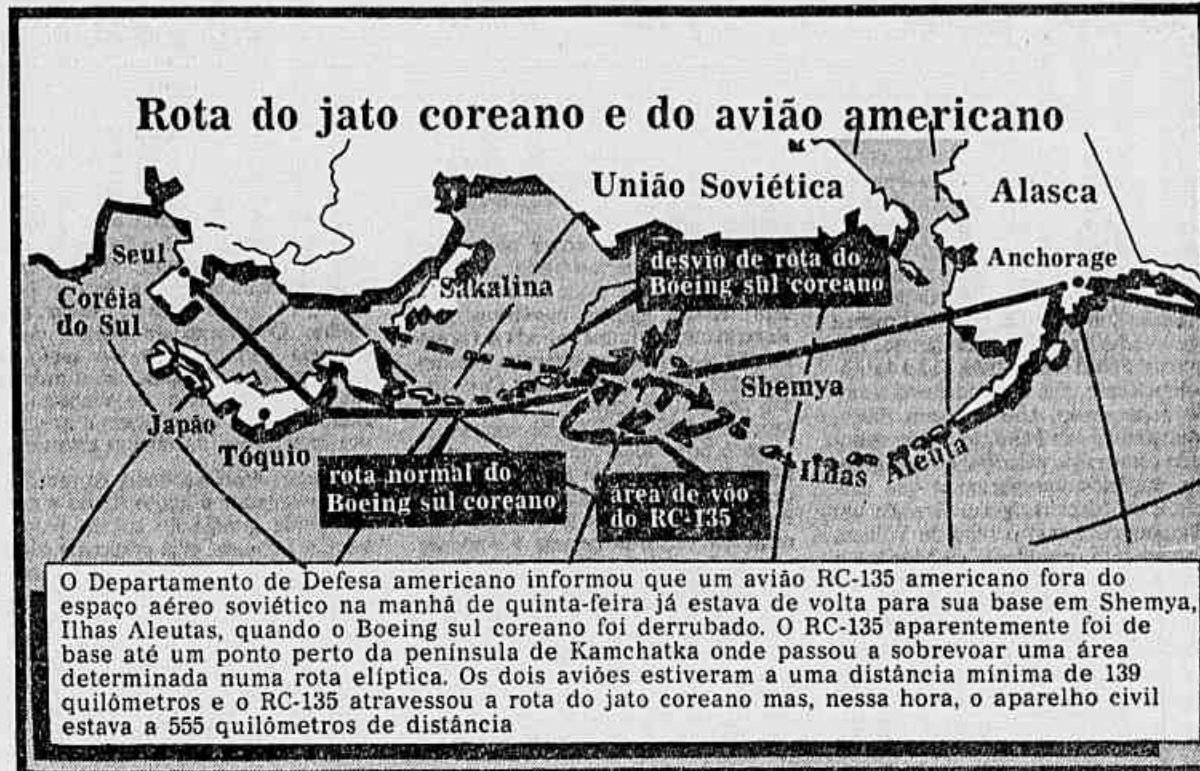 Rota do jato coreano e do avião americano
União Soviética
Alasca
Seul
Anchorage
desvio de rota do
Boeing sul coreano
Sakalina
Coréia
do Sul
Shemya
Japão
Tóquio
Ilhas Aleuta
rota normal do
Boeing sul coreano
área de vôo
do RC-135
O Departamento de Defesa americano informou que um avião RC-135 americano fora do
espaço aéreo soviético na manhã de quinta-feira já estava de volta para sua base em Shemya,
Ilhas Aleutas, quando o Boeing sul coreano foi derrubado. O RC-135 aparentemente foi de
base até um ponto perto da península de Kamchatka onde passou a sobrevoar uma área
determinada numa rota elíptica. Os dois aviões estiveram a uma distância mínima de 139
quilômetros e o RC-135 atravessou a rota do jato coreano mas, nessa hora, o aparelho civil
estava a 555 quilômetros de distância